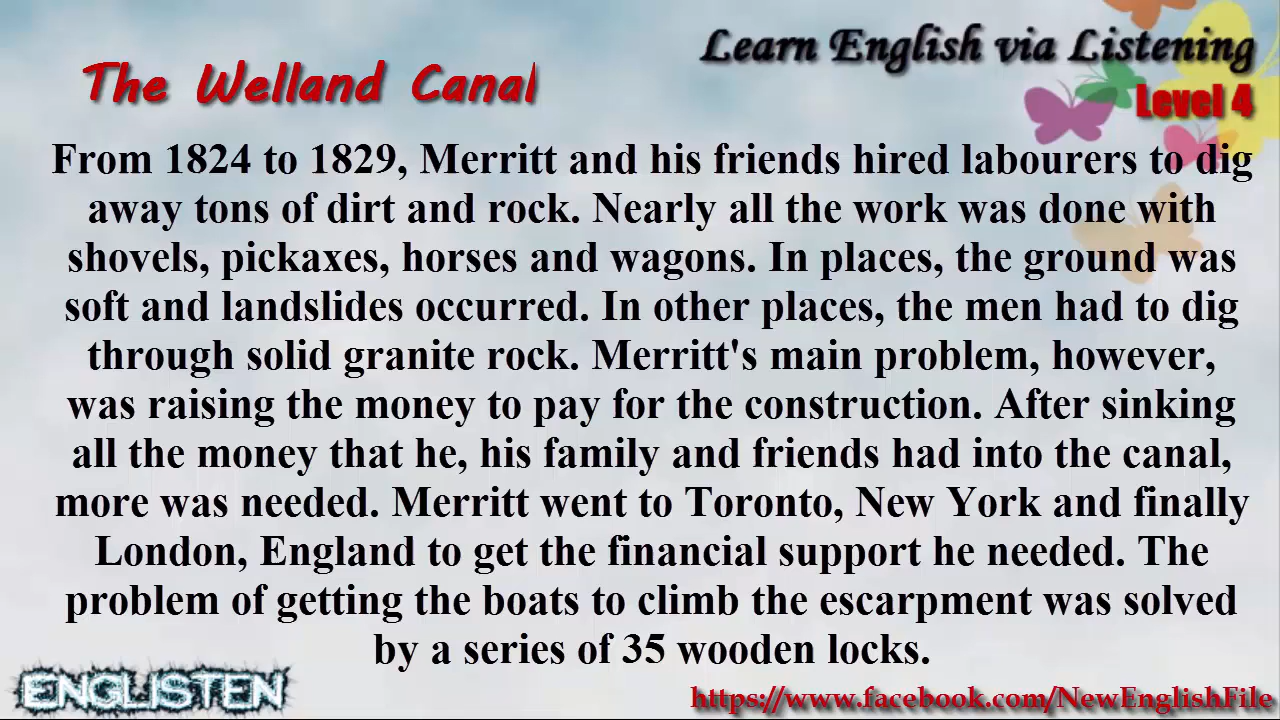 Learn English via Listening
The Welland Canal
Level 4
From 1824 to 1829, Merritt and his friends hired labourers to dig
away tons of dirt and rock. Nearly all the work was done with
shovels, pickaxes, horses and wagons. In places, the ground was
soft and landslides occurred. In other places, the men had to dig
through solid granite rock. Merritt's main problem, however,
was raising the money to pay for the construction. After sinking
all the money that he, his family and friends had into the canal,
more was needed. Merritt went to Toronto, New York and finally
London, England to get the financial support he needed. The
problem of getting the boats to climb the escarpment was solved
by a series of 35 wooden locks.
ENGLISTEN
https://www.facebook.com/NewEnglishFile